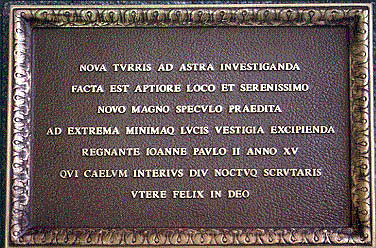 NOVA TVRRIS AD ASTRA INVESTIGANDA
FACTA EST APTIORE LOCO ET SERENISSIMO
NOVO MAGNO SPECVLO PRAEDITA
AD EXTREMA MINIMAQ LVCIS VESTIGIA EXCIPIENDA
REGNANTE IOANNE PAVLO II ANNO XV
QVI CAELVM INTERIVS DIV NOCTVQ SCRVTARIS
VTERE FELIX IN DEO